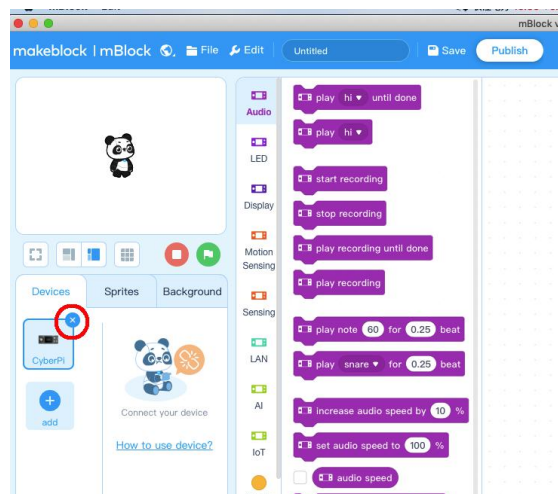 mBlock v
makeblock | mBlock File Edit Untitled Save Publish
Audio
LED
Display
Motion
Sensing
Sensing
LAN
AI
IoT
play hi until done
play hi
start recording
stop recording
play recording until done
play recording
play note 60 for 0.25 beat
play snare for 0.25 beat
increase audio speed by 10 %
set audio speed to 100 %
audio speed
Devices Sprites Background
CyberPi
add
Connect your device
How to use device?